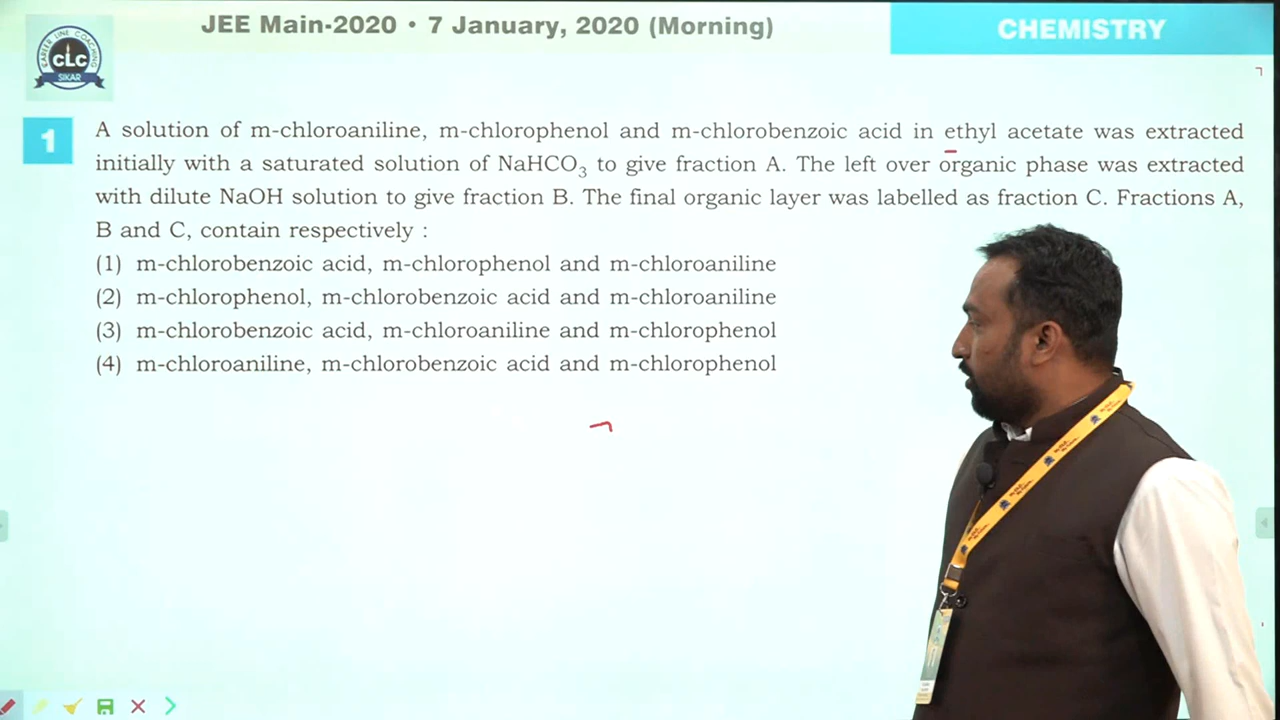 JEE Main-2020 • 7 January, 2020 (Morning)
CHEMISTRY
CAREER LINE COACHING
CLC
SIKAR
1
A solution of m-chloroaniline, m-chlorophenol and m-chlorobenzoic acid in ethyl acetate was extracted
initially with a saturated solution of NaHCO₃ to give fraction A. The left over organic phase was extracted
with dilute NaOH solution to give fraction B. The final organic layer was labelled as fraction C. Fractions A,
B and C, contain respectively :
(1) m-chlorobenzoic acid, m-chlorophenol and m-chloroaniline
(2) m-chlorophenol, m-chlorobenzoic acid and m-chloroaniline
(3) m-chlorobenzoic acid, m-chloroaniline and m-chlorophenol
(4) m-chloroaniline, m-chlorobenzoic acid and m-chlorophenol